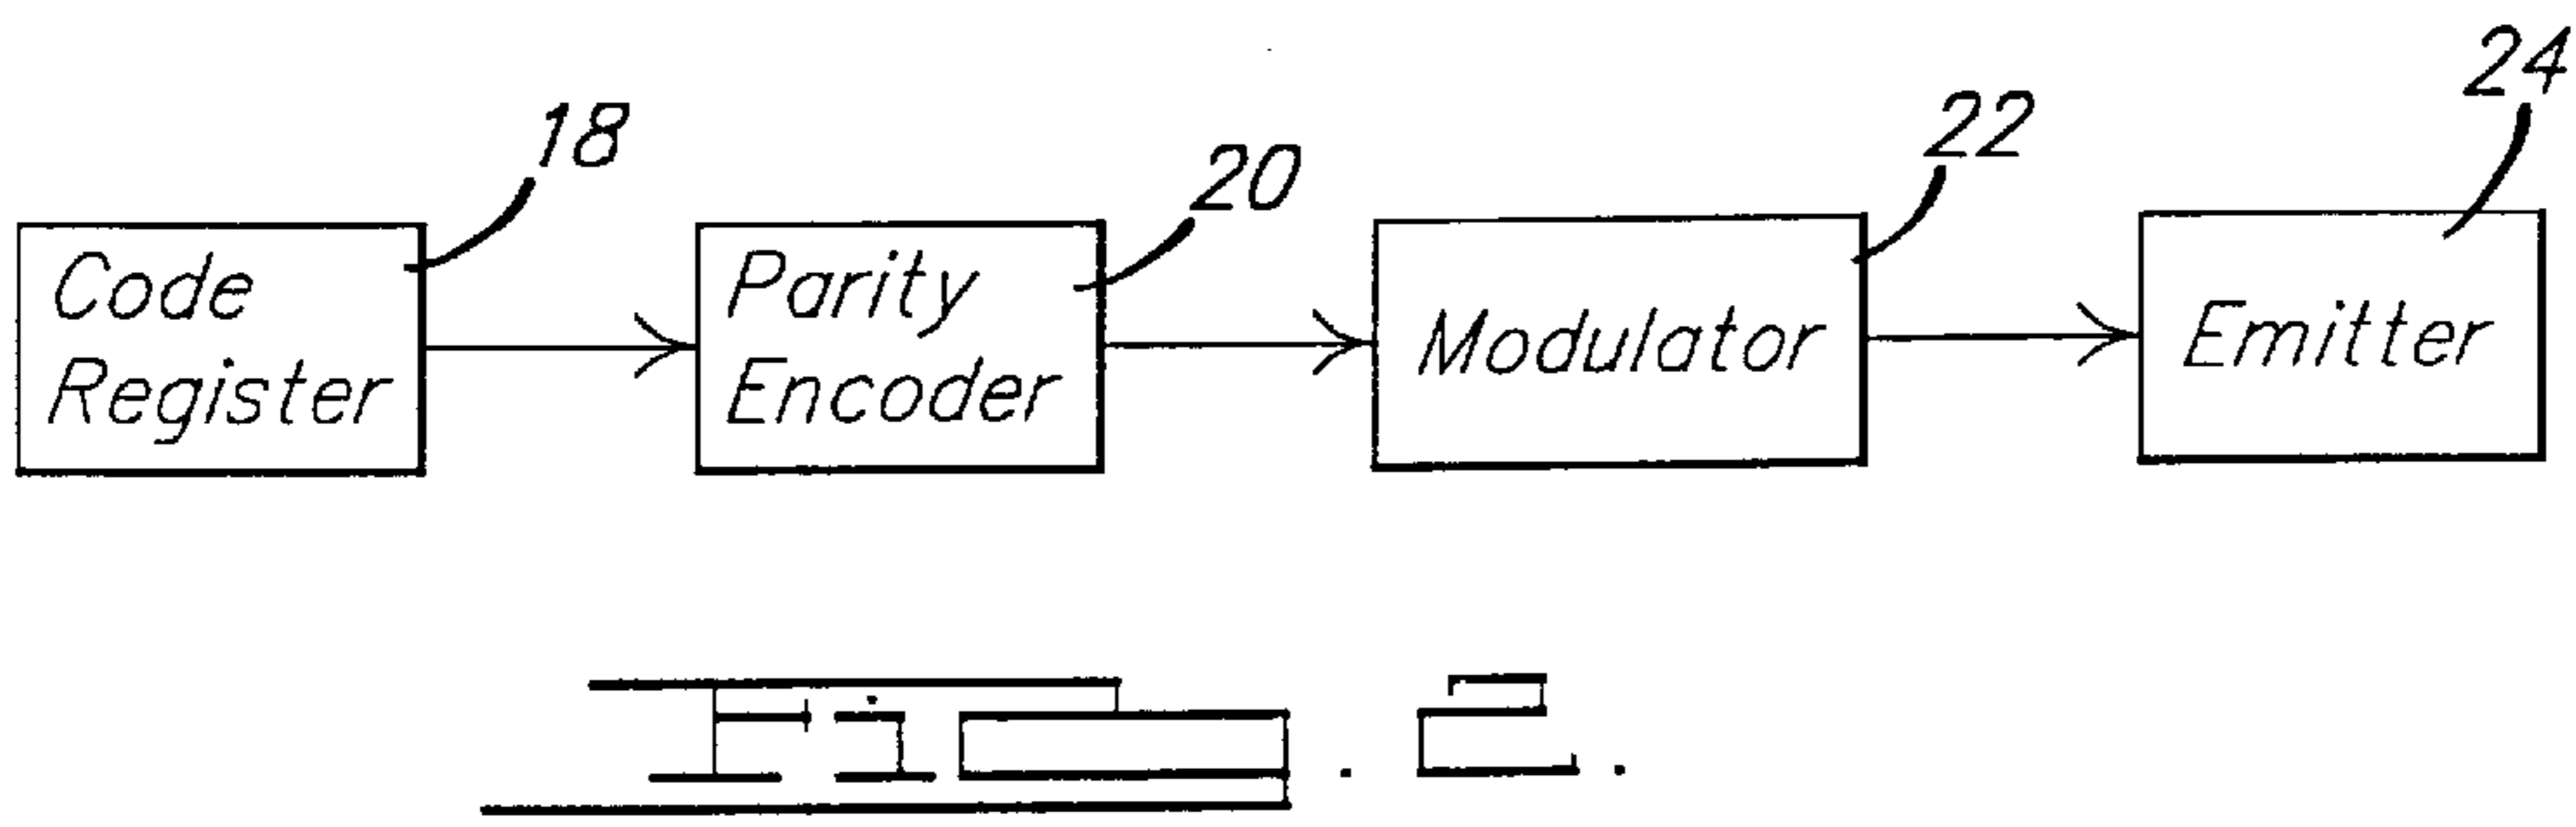 18
20
22
24
Code
Register
Parity
Encoder
Modulator
Emitter
Fig. 2.